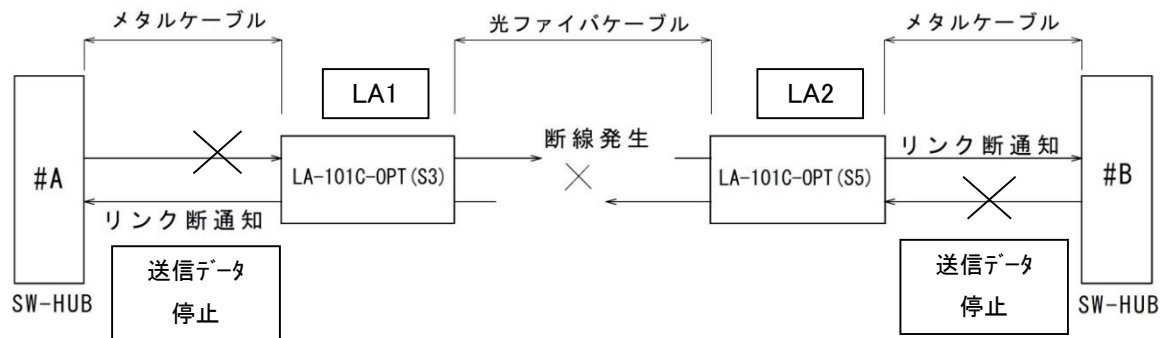 メタルケーブル
光ファイバケーブル
メタルケーブル
LA1
LA2
断線発生
リンク断通知
#A
LA-101C-OPT(S3)
LA-101C-OPT(S5)
#B
リンク断通知
送信ﾃﾞｰﾀ
停止
送信ﾃﾞｰﾀ
停止
SW-HUB
SW-HUB